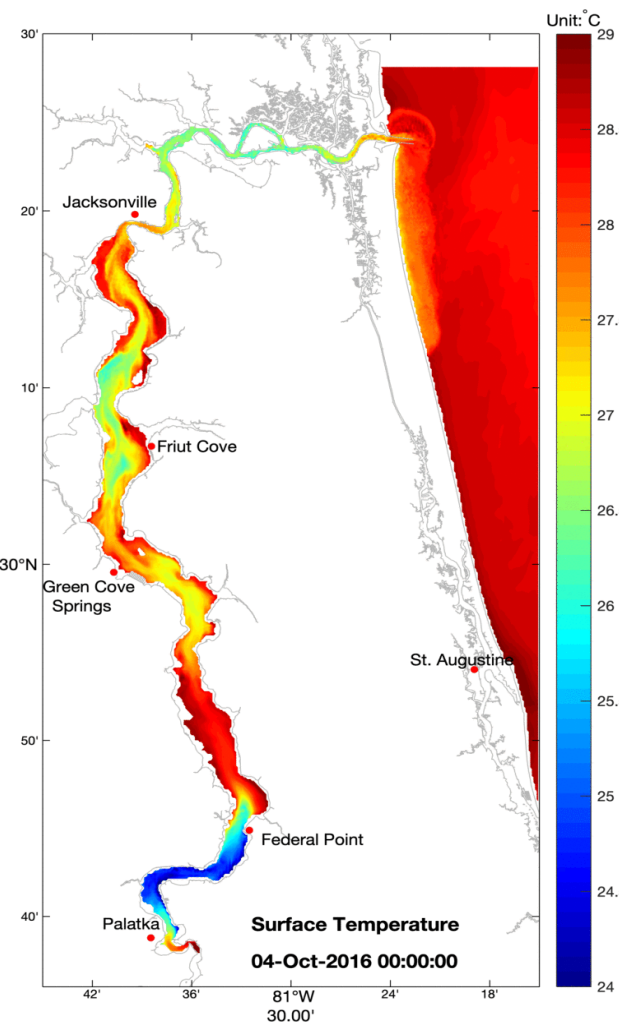 Unit:°C
30'
29
28.
20'
Jacksonville
28
27.
10'
27
Friut Cove
26.
30°N
Green Cove
Springs
26
St. Augustine
25.
50'
25
Federal Point
24.
40'
Palatka
Surface Temperature
04-Oct-2016 00:00:00
24
42'
36'
81°W
24'
18'
30.00'